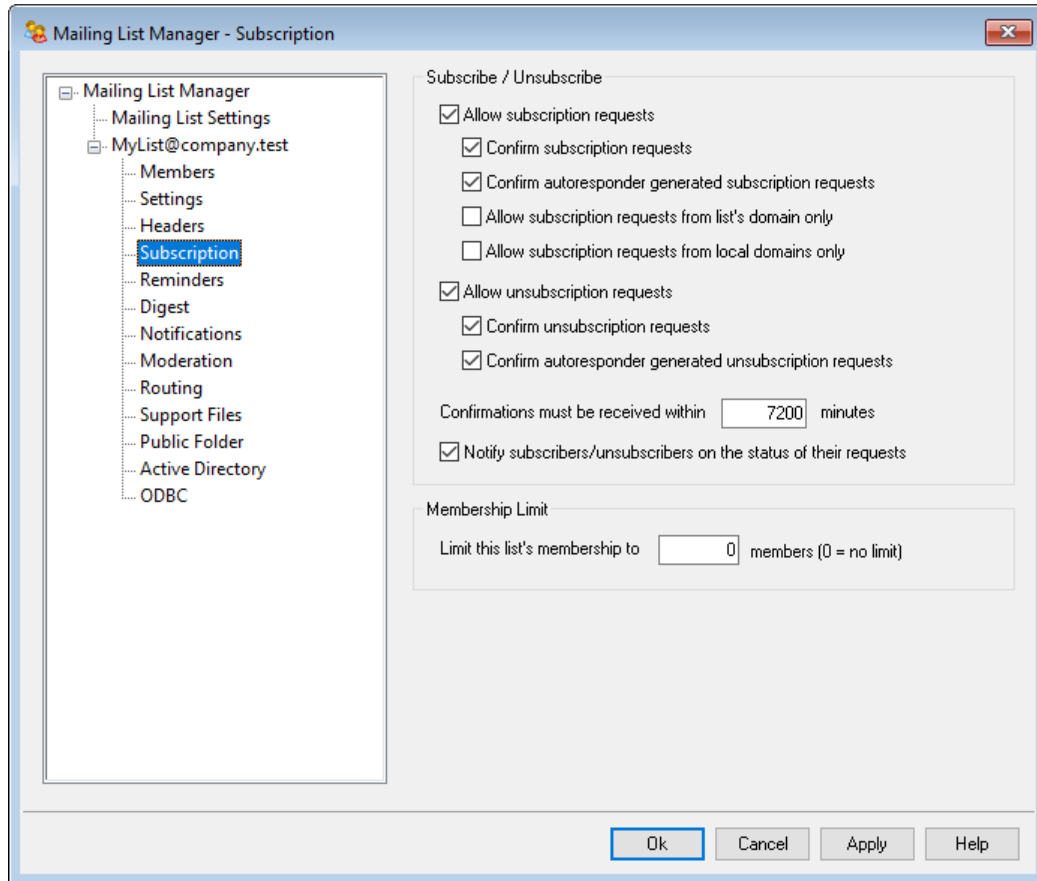 Mailing List Manager - Subscription
Mailing List Manager
Mailing List Settings
MyList@company.test
Members
Settings
Headers
Subscription
Reminders
Digest
Notifications
Moderation
Routing
Support Files
Public Folder
Active Directory
ODBC
Subscribe / Unsubscribe
Allow subscription requests
Confirm subscription requests
Confirm autoresponder generated subscription requests
Allow subscription requests from list's domain only
Allow subscription requests from local domains only
Allow unsubscription requests
Confirm unsubscription requests
Confirm autoresponder generated unsubscription requests
Confirmations must be received within 7200 minutes
Notify subscribers/unsubscribers on the status of their requests
Membership Limit
Limit this list's membership to 0 members (0 = no limit)
Ok Cancel Apply Help